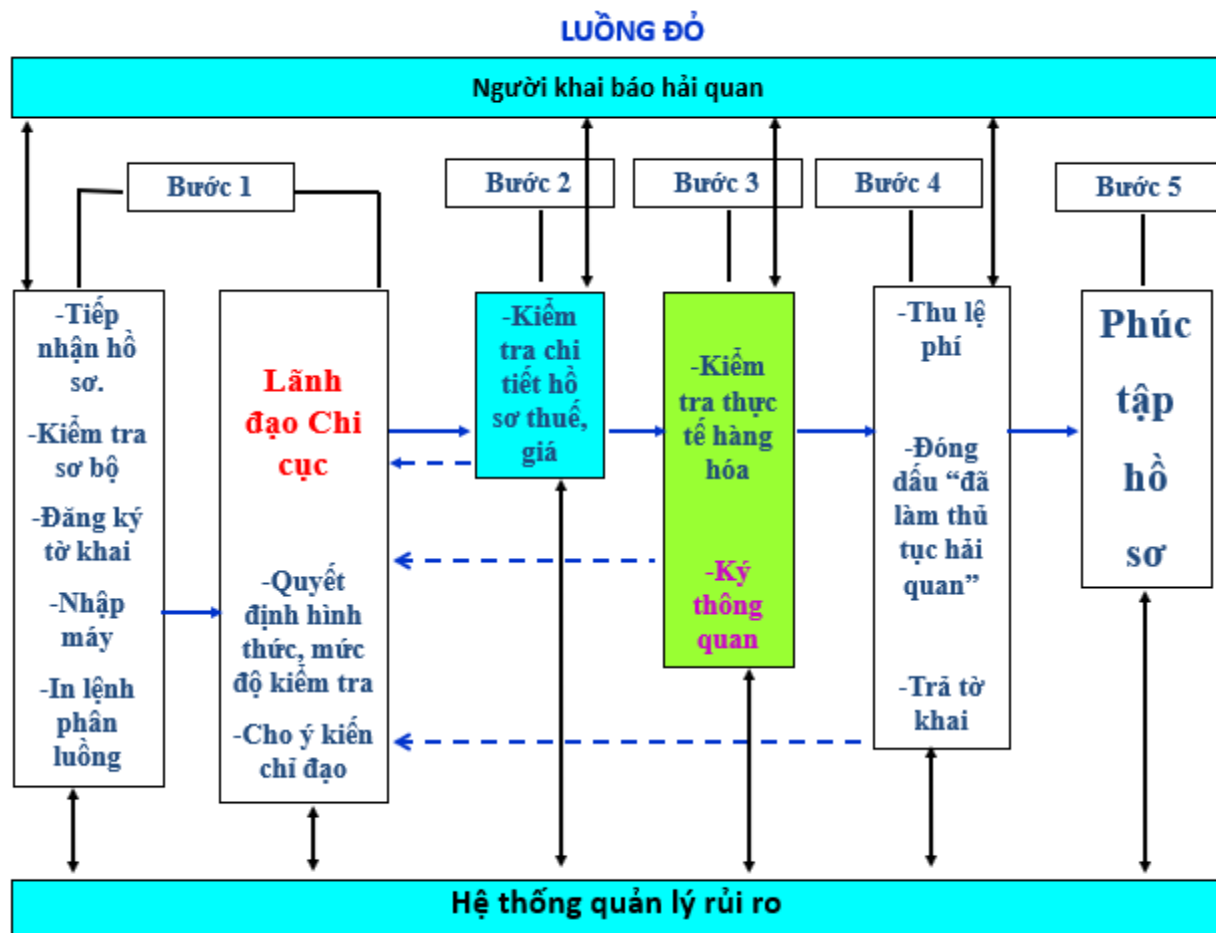 LUỒNG ĐỎ
Người khai báo hải quan
Bước 1
Bước 2
Bước 3
Bước 4
Bước 5
-Tiếp
nhận hồ
sơ.
-Kiểm tra
sơ bộ
-Đăng ký
tờ khai
-Nhập
máy
-In lệnh
phân
luồng
Lãnh
đạo Chi
cục
-Quyết
định hình
thức, mức
độ kiểm tra
-Cho ý kiến
chỉ đạo
-Kiểm
tra chi
tiết hồ
sơ thuế,
giá
-Kiểm
tra thực
tế hàng
hóa
-Ký
thông
quan
-Thu lệ
phí
-Đóng
dấu “đã
làm thủ
tục hải
quan”
-Trả tờ
khai
Phúc
tập
hồ
sơ
Hệ thống quản lý rủi ro